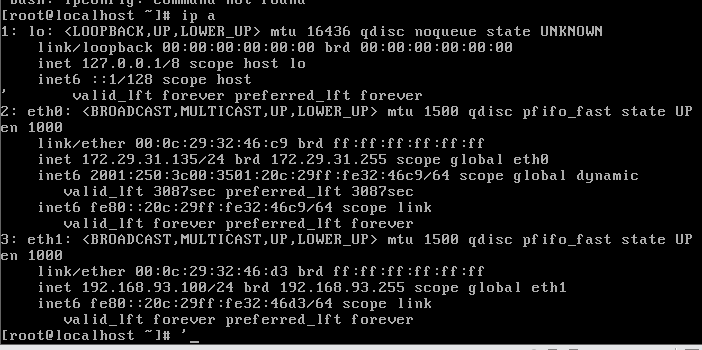 [root@localhost ~]# ip a
1: lo: <LOOPBACK,UP,LOWER_UP> mtu 16436 qdisc noqueue state UNKNOWN
    link/loopback 00:00:00:00:00:00 brd 00:00:00:00:00:00
    inet 127.0.0.1/8 scope host lo
    inet6 ::1/128 scope host
'      valid_lft forever preferred_lft forever
2: eth0: <BROADCAST,MULTICAST,UP,LOWER_UP> mtu 1500 qdisc pfifo_fast state UP
en 1000
    link/ether 00:0c:29:32:46:c9 brd ff:ff:ff:ff:ff:ff
    inet 172.29.31.135/24 brd 172.29.31.255 scope global eth0
    inet6 2001:250:3c00:3501:20c:29ff:fe32:46c9/64 scope global dynamic
       valid_lft 3087sec preferred_lft 3087sec
    inet6 fe80::20c:29ff:fe32:46c9/64 scope link
       valid_lft forever preferred_lft forever
3: eth1: <BROADCAST,MULTICAST,UP,LOWER_UP> mtu 1500 qdisc pfifo_fast state UP
en 1000
    link/ether 00:0c:29:32:46:d3 brd ff:ff:ff:ff:ff:ff
    inet 192.168.93.100/24 brd 192.168.93.255 scope global eth1
    inet6 fe80::20c:29ff:fe32:46d3/64 scope link
       valid_lft forever preferred_lft forever
[root@localhost ~]# '_